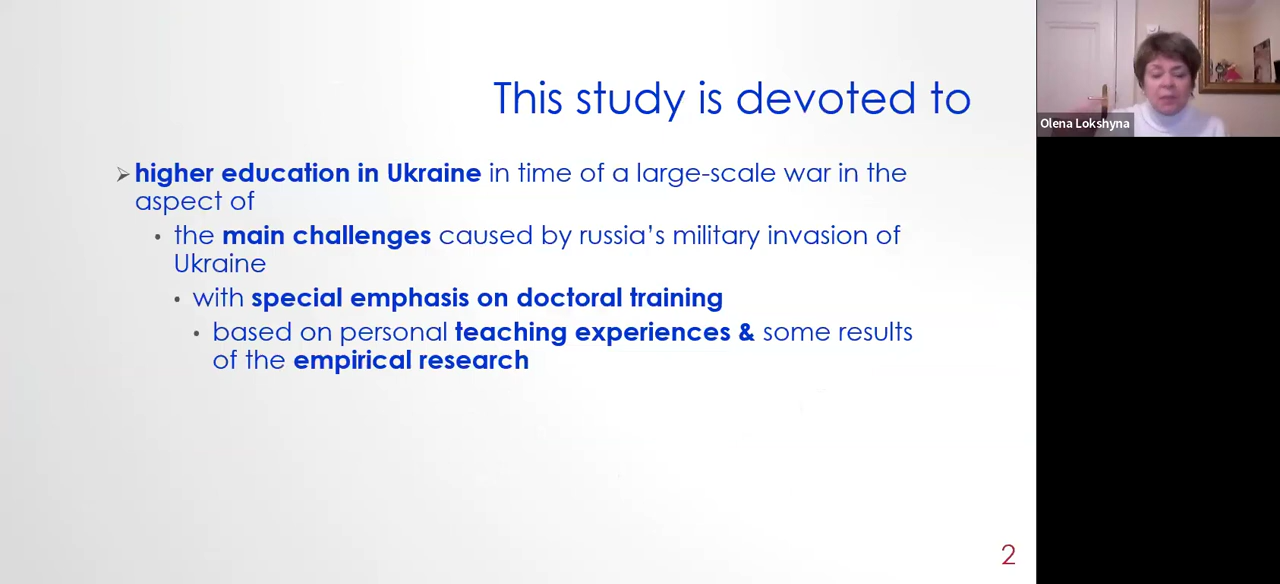 This study is devoted to
➢ higher education in Ukraine in time of a large-scale war in the
aspect of
• the main challenges caused by russia’s military invasion of
Ukraine
• with special emphasis on doctoral training
• based on personal teaching experiences & some results
of the empirical research
2
Olena Lokshyna